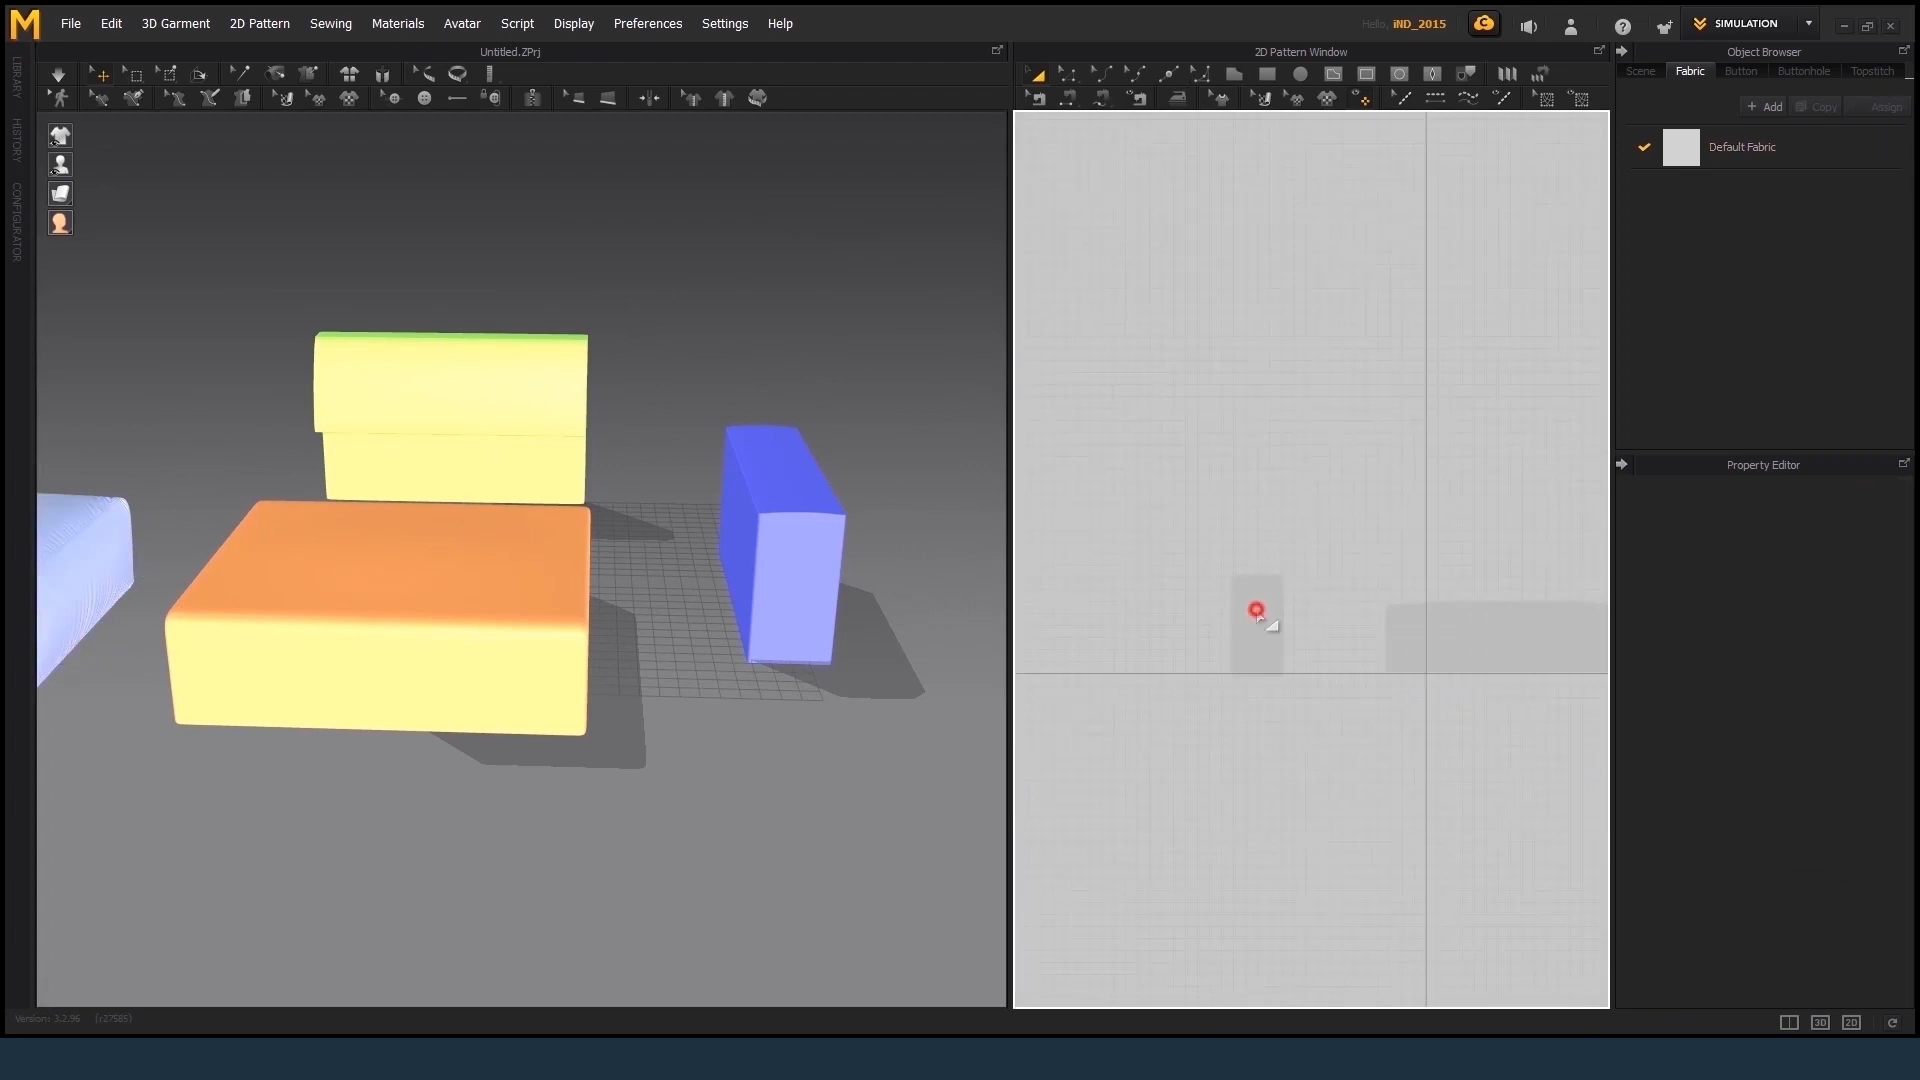 M File Edit 3D Garment 2D Pattern Sewing Materials Avatar Script Display Preferences Settings Help
Hello, iND_2015
SIMULATION
Untitled.ZPrj
2D Pattern Window
Object Browser
Scene Fabric Button Buttonhole Topstitch
+ Add Copy Assign
Default Fabric
Property Editor
LIBRARY
HISTORY
CONFIGURATOR
Version: 3.2.96 (r27585)
3D 2D